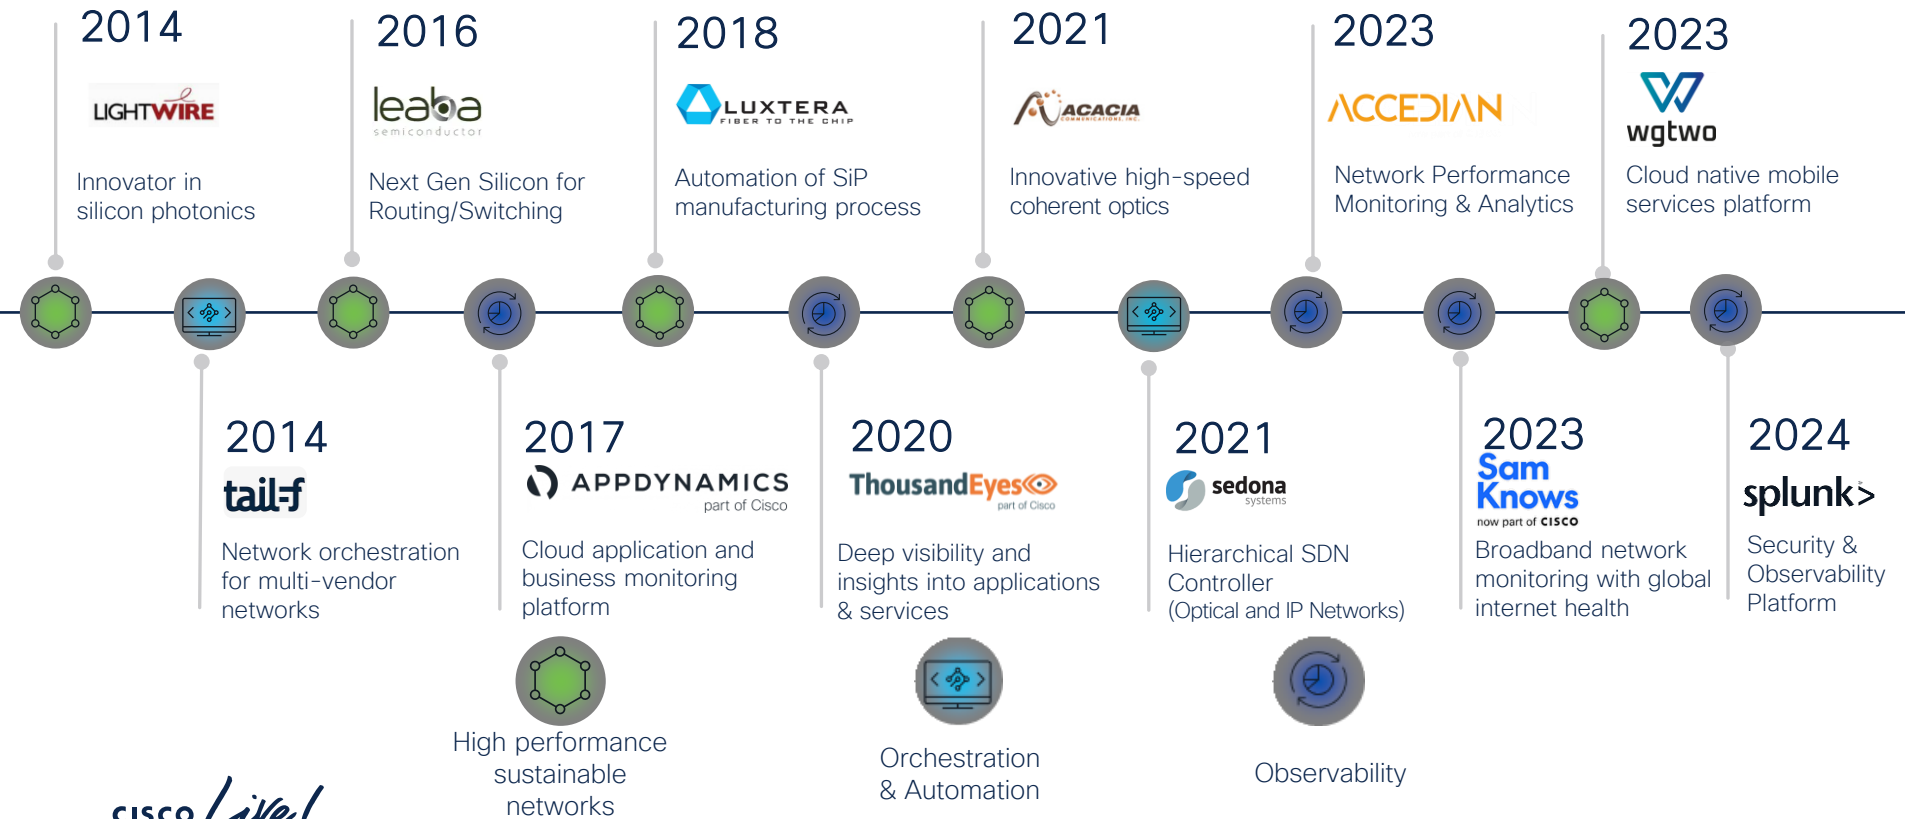 2014
LIGHTWIRE
Innovator in
silicon photonics
2016
leaba
semiconductor
Next Gen Silicon for
Routing/Switching
2018
LUXTERA
FIBER TO THE CHIP
Automation of SiP
manufacturing process
2021
ACACIA
COMMUNICATIONS, INC.
Innovative high-speed
coherent optics
2023
ACCEDIAN
Network Performance
Monitoring & Analytics
2023
wgtwo
Cloud native mobile
services platform
2014
tail-f
Network orchestration
for multi-vendor
networks
2017
APPDYNAMICS
part of Cisco
Cloud application and
business monitoring
platform
2020
ThousandEyes
part of Cisco
Deep visibility and
insights into applications
& services
2021
sedona
systems
Hierarchical SDN
Controller
(Optical and IP Networks)
2023
Sam
Knows
now part of CISCO
Broadband network
monitoring with global
internet health
2024
splunk>
Security &
Observability
Platform
High performance
sustainable
networks
Orchestration
& Automation
Observability
CISCO Live!